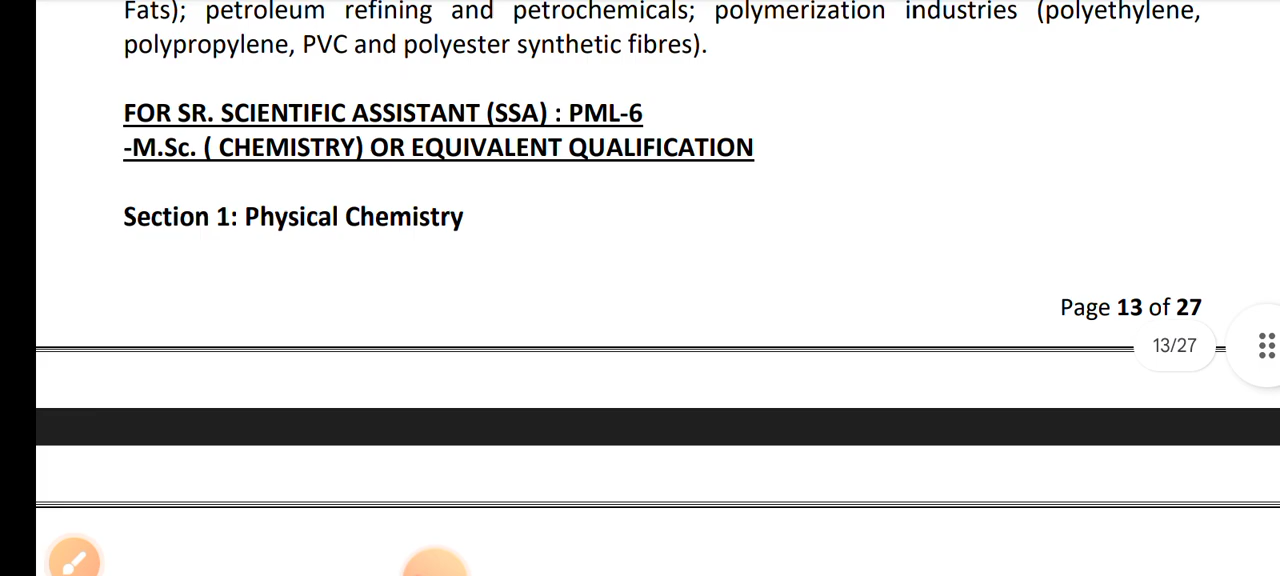 Fats); petroleum refining and petrochemicals; polymerization industries (polyethylene,
polypropylene, PVC and polyester synthetic fibres).
FOR SR. SCIENTIFIC ASSISTANT (SSA) : PML-6
-M.Sc. ( CHEMISTRY) OR EQUIVALENT QUALIFICATION
Section 1: Physical Chemistry
Page 13 of 27
13/27